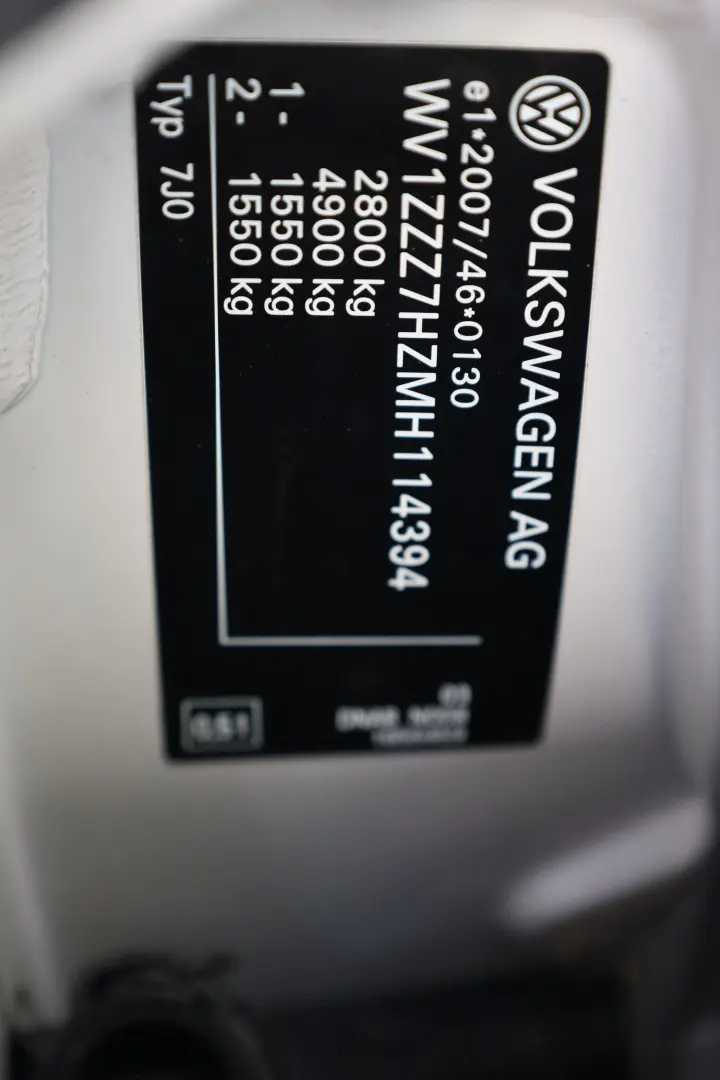 VOLKSWAGEN AG
e1*2007/46*0130
WV1ZZZ7HZMH114394
2800 kg
4900 kg
1- 1550 kg
2- 1550 kg
Typ 7J0